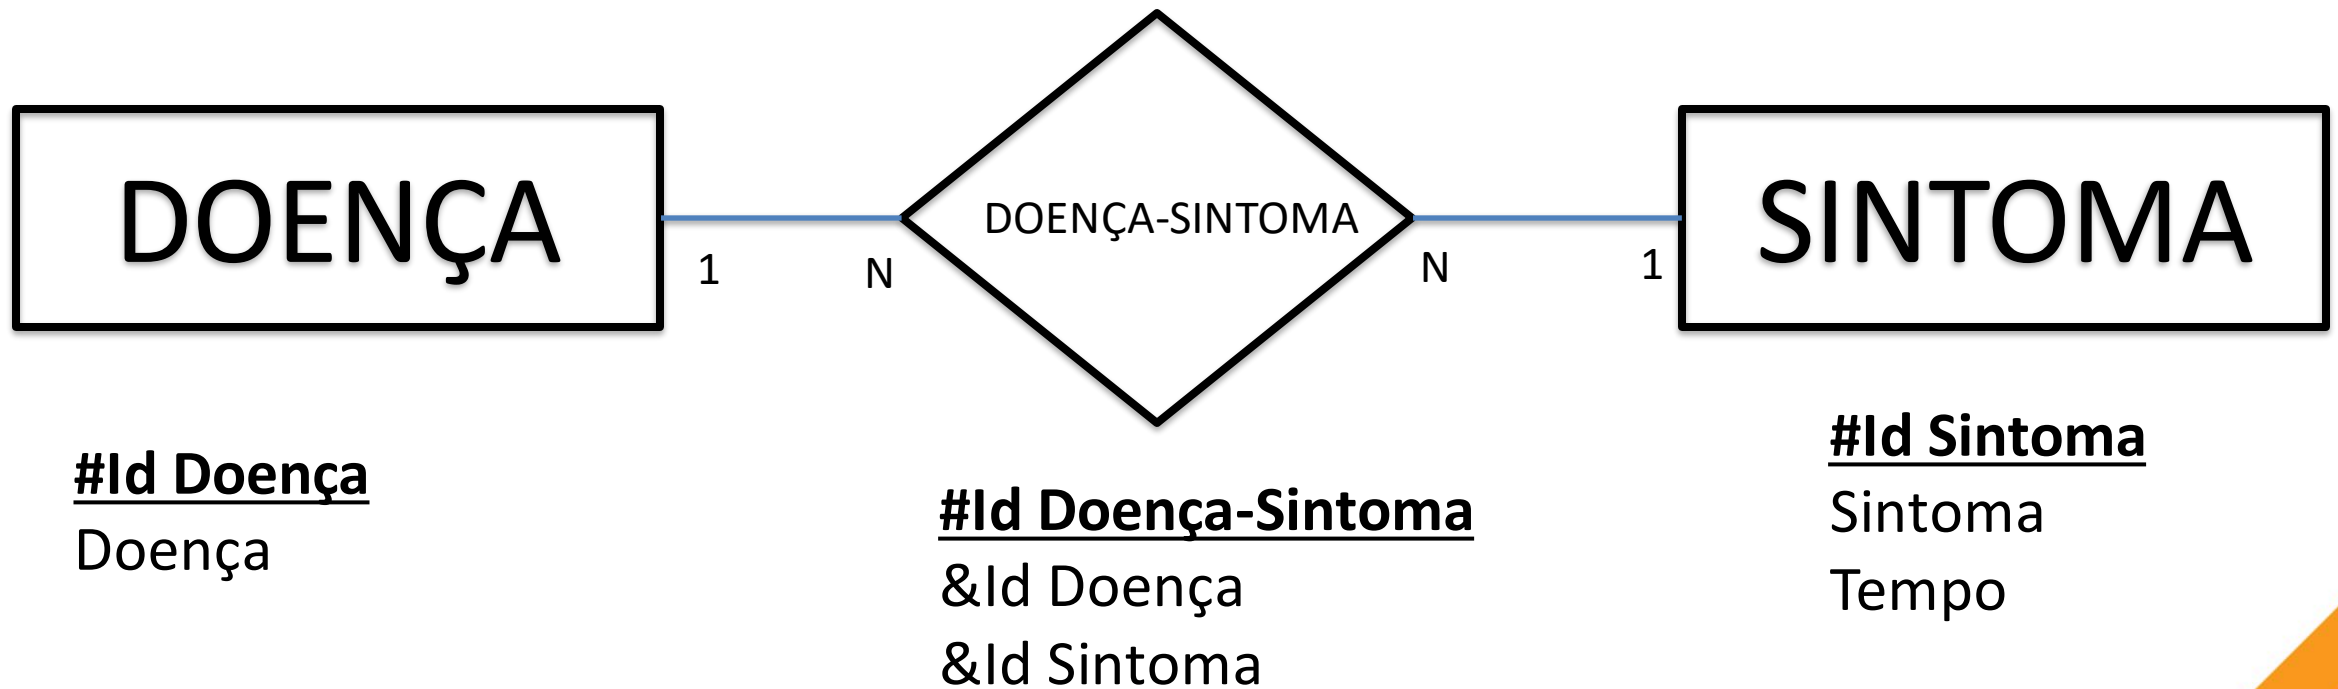 DOENÇA
1
N
DOENÇA-SINTOMA
N
1
SINTOMA
#Id Doença
Doença
#Id Doença-Sintoma
&Id Doença
&Id Sintoma
#Id Sintoma
Sintoma
Tempo